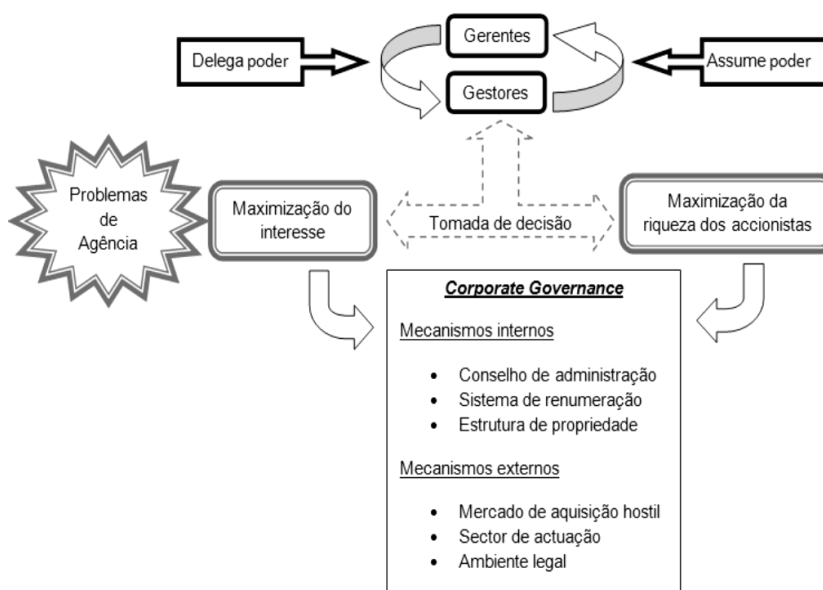 Gerentes
Delega poder
Assume poder
Gestores
Problemas
de
Agência
Maximização do
interesse
Tomada de decisão
Maximização da
riqueza dos accionistas
Corporate Governance
Mecanismos internos
• Conselho de administração
• Sistema de renumeração
• Estrutura de propriedade
Mecanismos externos
• Mercado de aquisição hostil
• Sector de actuação
• Ambiente legal